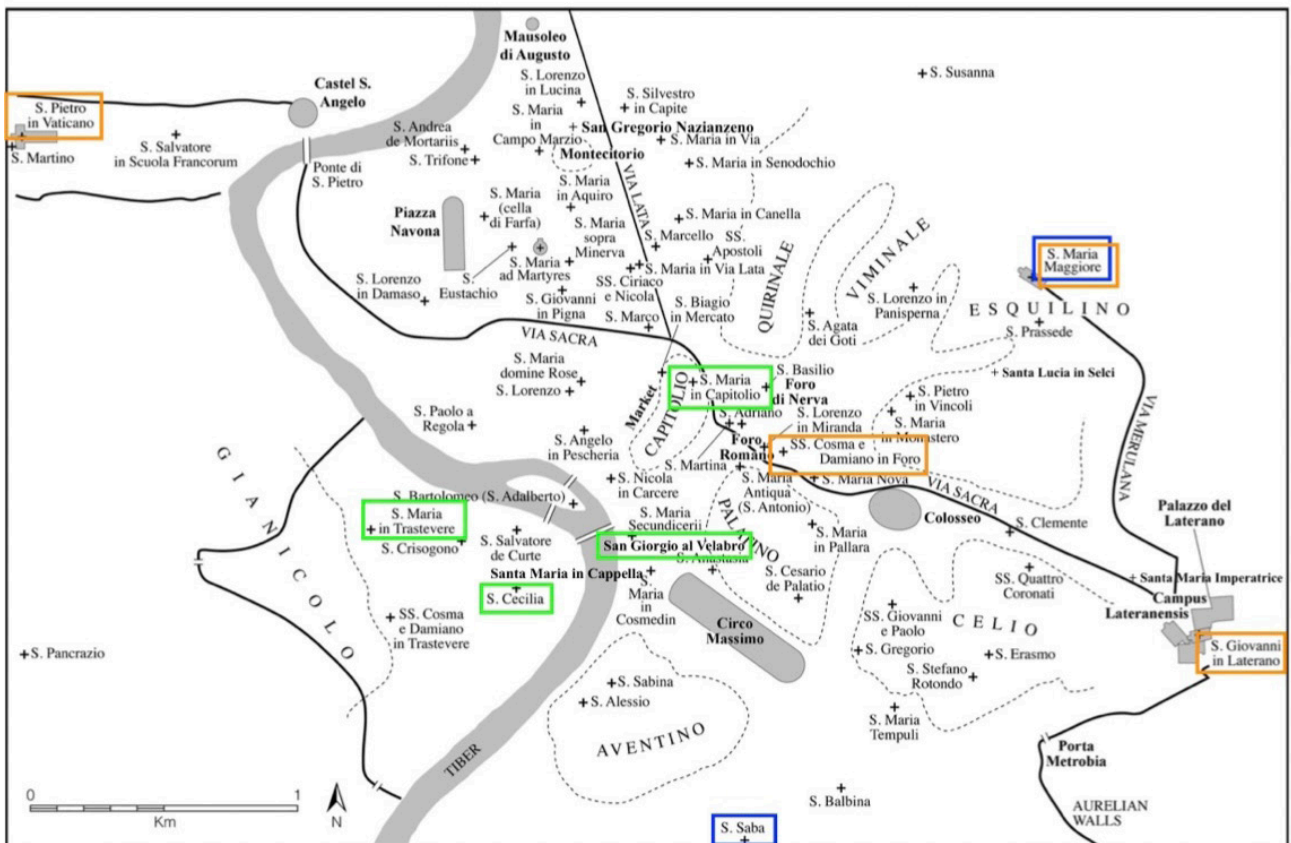 Mausoleo
di Augusto
S. Lorenzo
in Lucina
S. Silvestro
in Capite
S. Susanna
Castel S.
Angelo
S. Pietro
in Vaticano
S. Martino
S. Salvatore
in Scuola Francorum
Ponte di
S. Pietro
S. Andrea
de Mortariis
S. Trifone
S. Maria
in
Campo Marzio
San Gregorio Nazianzeno
S. Maria in Via
Montecitorio
S. Maria in Senodochio
VIA LATA
S. Maria
in Aquiro
S. Maria
(cella
di Farfa)
Piazza
Navona
S. Maria
sopra
Minerva
S. Maria in Canella
S. Marcello
SS.
Apostoli
S. Maria
ad Martyres
S. Maria in Via Lata
S. Lorenzo
in Damaso
S.
Eustachio
SS. Ciriaco
e Nicola
S. Giovanni
in Pigna
S. Marco
S. Biagio
in Mercato
QUIRINALE
VIMINALE
S. Agata
dei Goti
S. Lorenzo in
Panisperna
S. Maria
Maggiore
ESQUILINO
S. Prassede
VIA SACRA
S. Maria
domine Rose
S. Lorenzo
Market
CAPITOLIO
S. Maria
in Capitolio
S. Basilio
Foro
di Nerva
Santa Lucia in Selci
S. Pietro
in Vincoli
S. Maria
in Monastero
S. Adriano
S. Lorenzo
in Miranda
Foro
Romano
SS. Cosma e
Damiano in Foro
S. Martina
S. Paolo a
Regola
S. Angelo
in Pescheria
S. Nicola
in Carcere
S. Maria
Antiqua
(S. Antonio)
S. Maria Nova
VIA SACRA
VIA MERULANA
Colosseo
S. Clemente
Palazzo del
Laterano
GIANICOLO
S. Bartolomeo (S. Adalberto)
S. Maria
in Trastevere
S. Crisogono
S. Salvatore
de Curte
S. Maria
Secundicerii
San Giorgio al Velabro
S. Anastasia
PALATINO
S. Maria
in Pallara
Santa Maria in Cappella
S. Cecilia
S.
Maria
in
Cosmedin
S. Cesario
de Palatio
SS. Quattro
Coronati
Santa Maria Imperatrice
Campus
Lateranensis
S. Giovanni
in Laterano
SS. Cosma
e Damiano
in Trastevere
Circo
Massimo
SS. Giovanni
e Paolo
CELIO
S. Gregorio
S. Erasmo
S. Stefano
Rotondo
S. Pancrazio
S. Sabina
S. Alessio
S. Maria
Tempuli
AVENTINO
TIBER
Porta
Metrobia
S. Balbina
AURELIAN
WALLS
S. Saba
0 1
Km
N